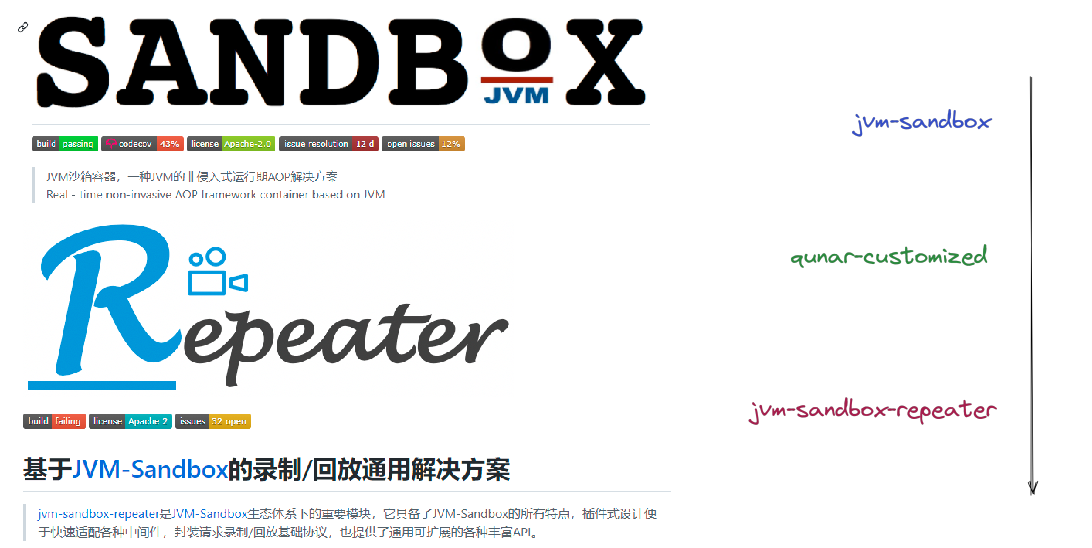 SANDBOX
JVM
build passing codecov 43% license Apache-2.0 issue resolution 12 d open issues 12%
JVM沙箱容器，一种JVM的非侵入式运行期AOP解决方案
Real - time non-invasive AOP framework container based on JVM
Repeater
build failing license Apache 2 issues 52 open
基于JVM-Sandbox的录制/回放通用解决方案
jvm-sandbox-repeater是JVM-Sandbox生态体系下的重要模块，它具备了JVM-Sandbox的所有特点，插件式设计便
于快速适配各种中间件，封装请求录制/回放基础协议，也提供了通用可扩展的各种丰富API。
jvm-sandbox
qunar-customized
jvm-sandbox-repeater